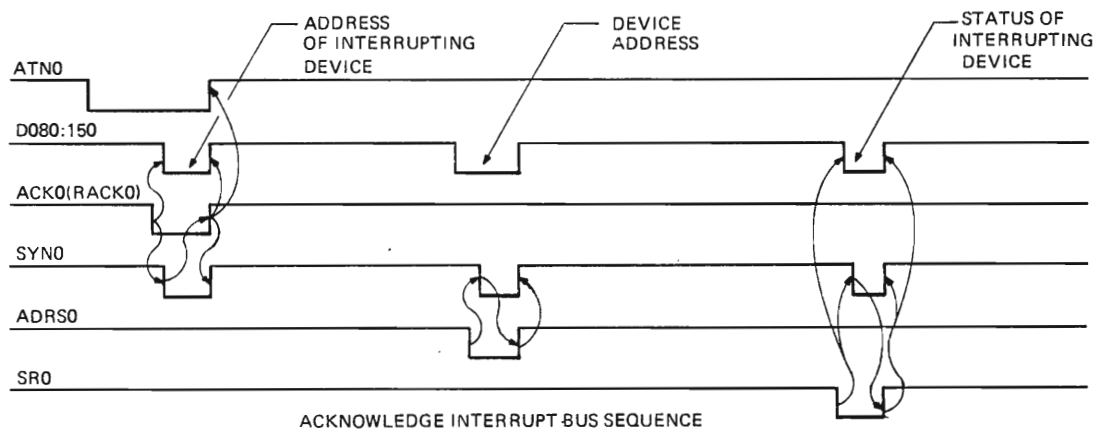 ADDRESS
OF INTERRUPTING
DEVICE
DEVICE
ADDRESS
STATUS OF
INTERRUPTING
DEVICE
ATN0
D080:150
ACK0(RACK0)
SYN0
ADRS0
SR0
ACKNOWLEDGE INTERRUPT BUS SEQUENCE